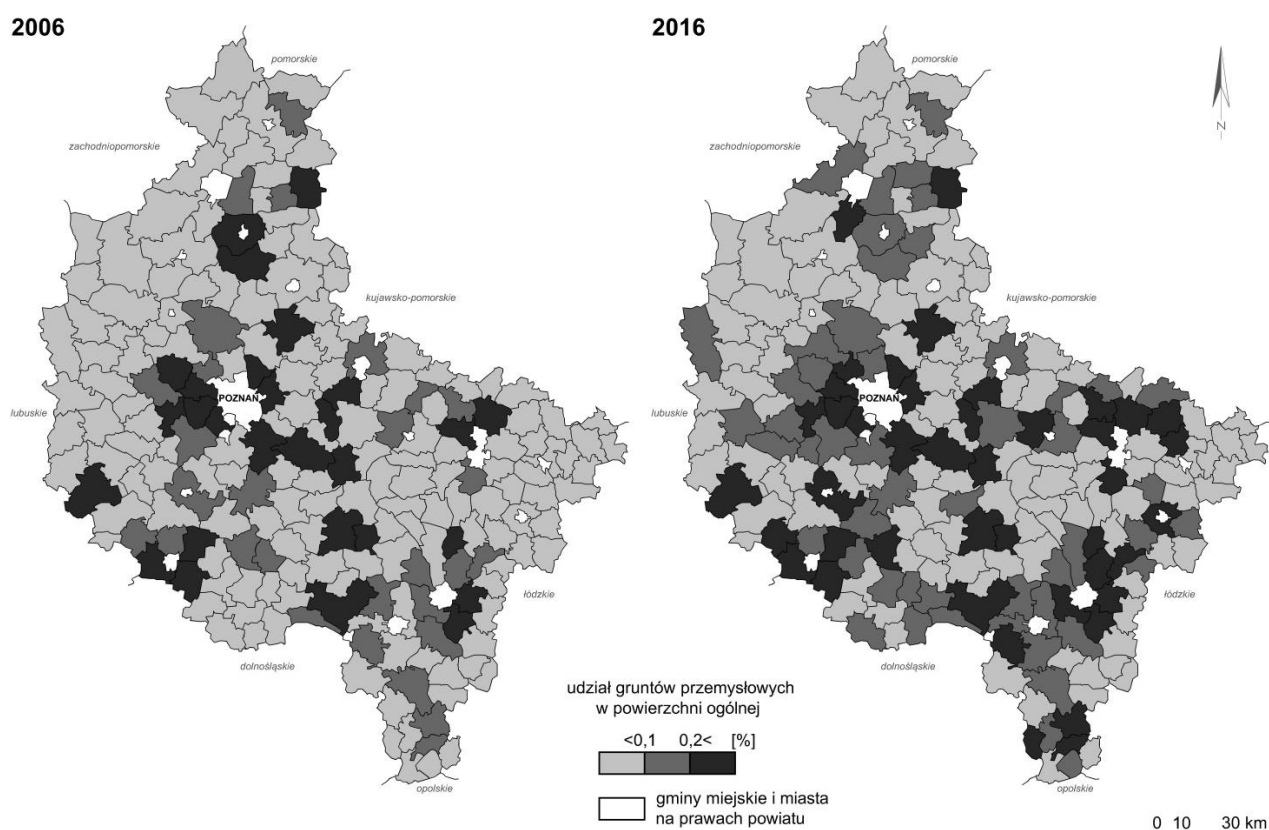 2006
2016
pomorskie
pomorskie
zachodniopomorskie
zachodniopomorskie
N
kujawsko-pomorskie
kujawsko-pomorskie
POZNAŃ
POZNAŃ
lubuskie
lubuskie
łódzkie
łódzkie
dolnośląskie
dolnośląskie
udział gruntów przemysłowych
w powierzchni ogólnej
<0,1 0,2< [%]
gminy miejskie i miasta
na prawach powiatu
opolskie
opolskie
0 10 30 km